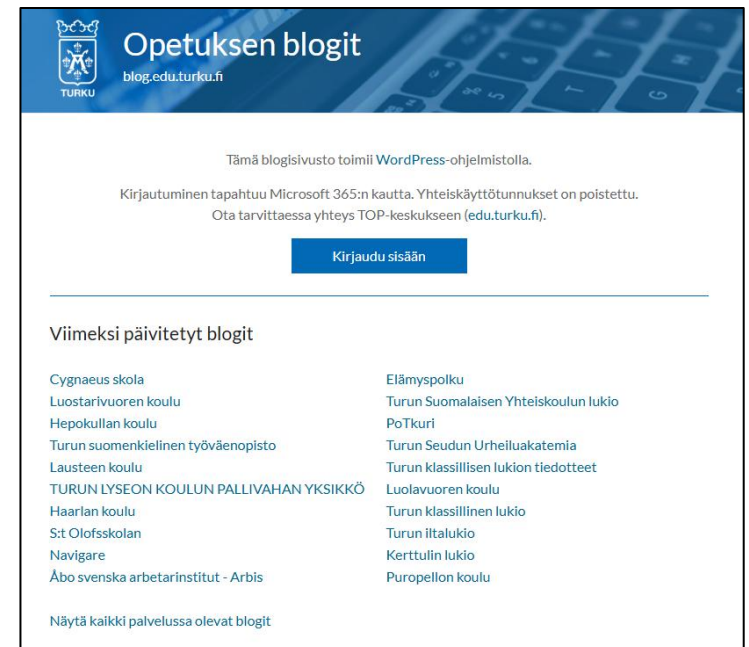 TURKU
Opetuksen blogit
blog.edu.turku.fi
Tämä blogisivusto toimii WordPress-ohjelmistolla.
Kirjautuminen tapahtuu Microsoft 365:n kautta. Yhteiskäyttötunnukset on poistettu.
Ota tarvittaessa yhteys TOP-keskukseen (edu.turku.fi).
Kirjaudu sisään
Viimeksi päivitetyt blogit
Cygnaeus skola
Luostarivuoren koulu
Hepokullan koulu
Turun suomenkielinen työväenopisto
Lausteen koulu
TURUN LYSEON KOULUN PALLIVAHAN YKSIKKÖ
Haarlan koulu
S:t Olofsskolan
Navigare
Åbo svenska arbetarinstitut - Arbis
Elämyspolku
Turun Suomalaisen Yhteiskoulun lukio
PoTkuri
Turun Seudun Urheiluakatemia
Turun klassillisen lukion tiedotteet
Luolavuoren koulu
Turun klassillinen lukio
Turun iltalukio
Kerttulin lukio
Puropellon koulu
Näytä kaikki palvelussa olevat blogit